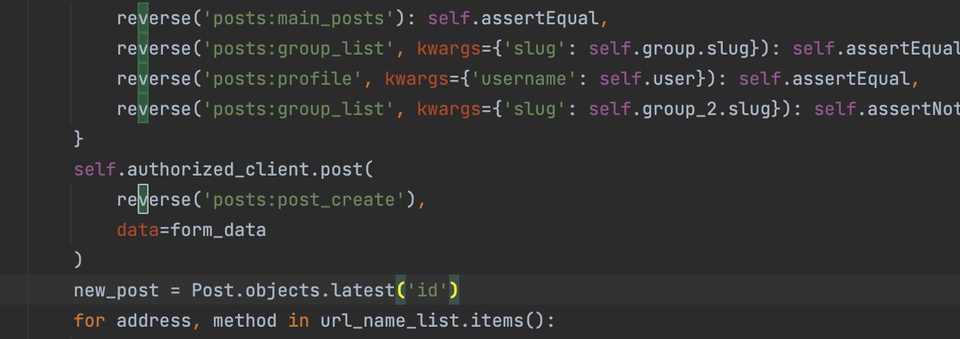 reverse('posts:main_posts'): self.assertEqual,
reverse('posts:group_list', kwargs={'slug': self.group.slug}): self.assertEqual
reverse('posts:profile', kwargs={'username': self.user}): self.assertEqual,
reverse('posts:group_list', kwargs={'slug': self.group_2.slug}): self.assertNot
}
self.authorized_client.post(
reverse('posts:post_create'),
data=form_data
)
new_post = Post.objects.latest('id')
for address, method in url_name_list.items():